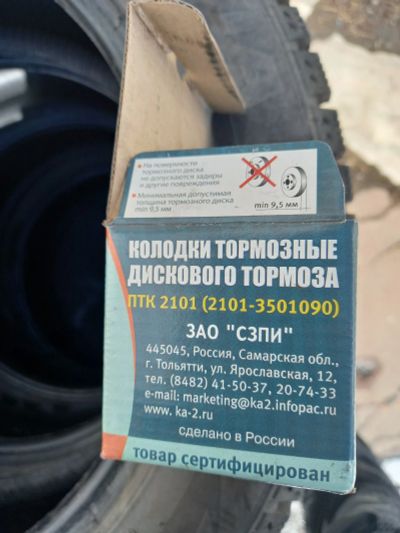 • На поверхности
тормозного диска
не допускаются задиры
и другие повреждения
• Минимальная допустимая
толщина тормозного диска
min 9,5 мм
min 9,5 мм
КОЛОДКИ ТОРМОЗНЫЕ
ДИСКОВОГО ТОРМОЗА
ПТК 2101 (2101-3501090)
ЗАО "СЗПИ"
445045, Россия, Самарская обл.,
г. Тольятти, ул. Ярославская, 12,
тел. (8482) 41-50-37, 20-74-33
e-mail: marketing@ka2.infopac.ru
www. ka-2.ru
сделано в России
товар сертифицирован